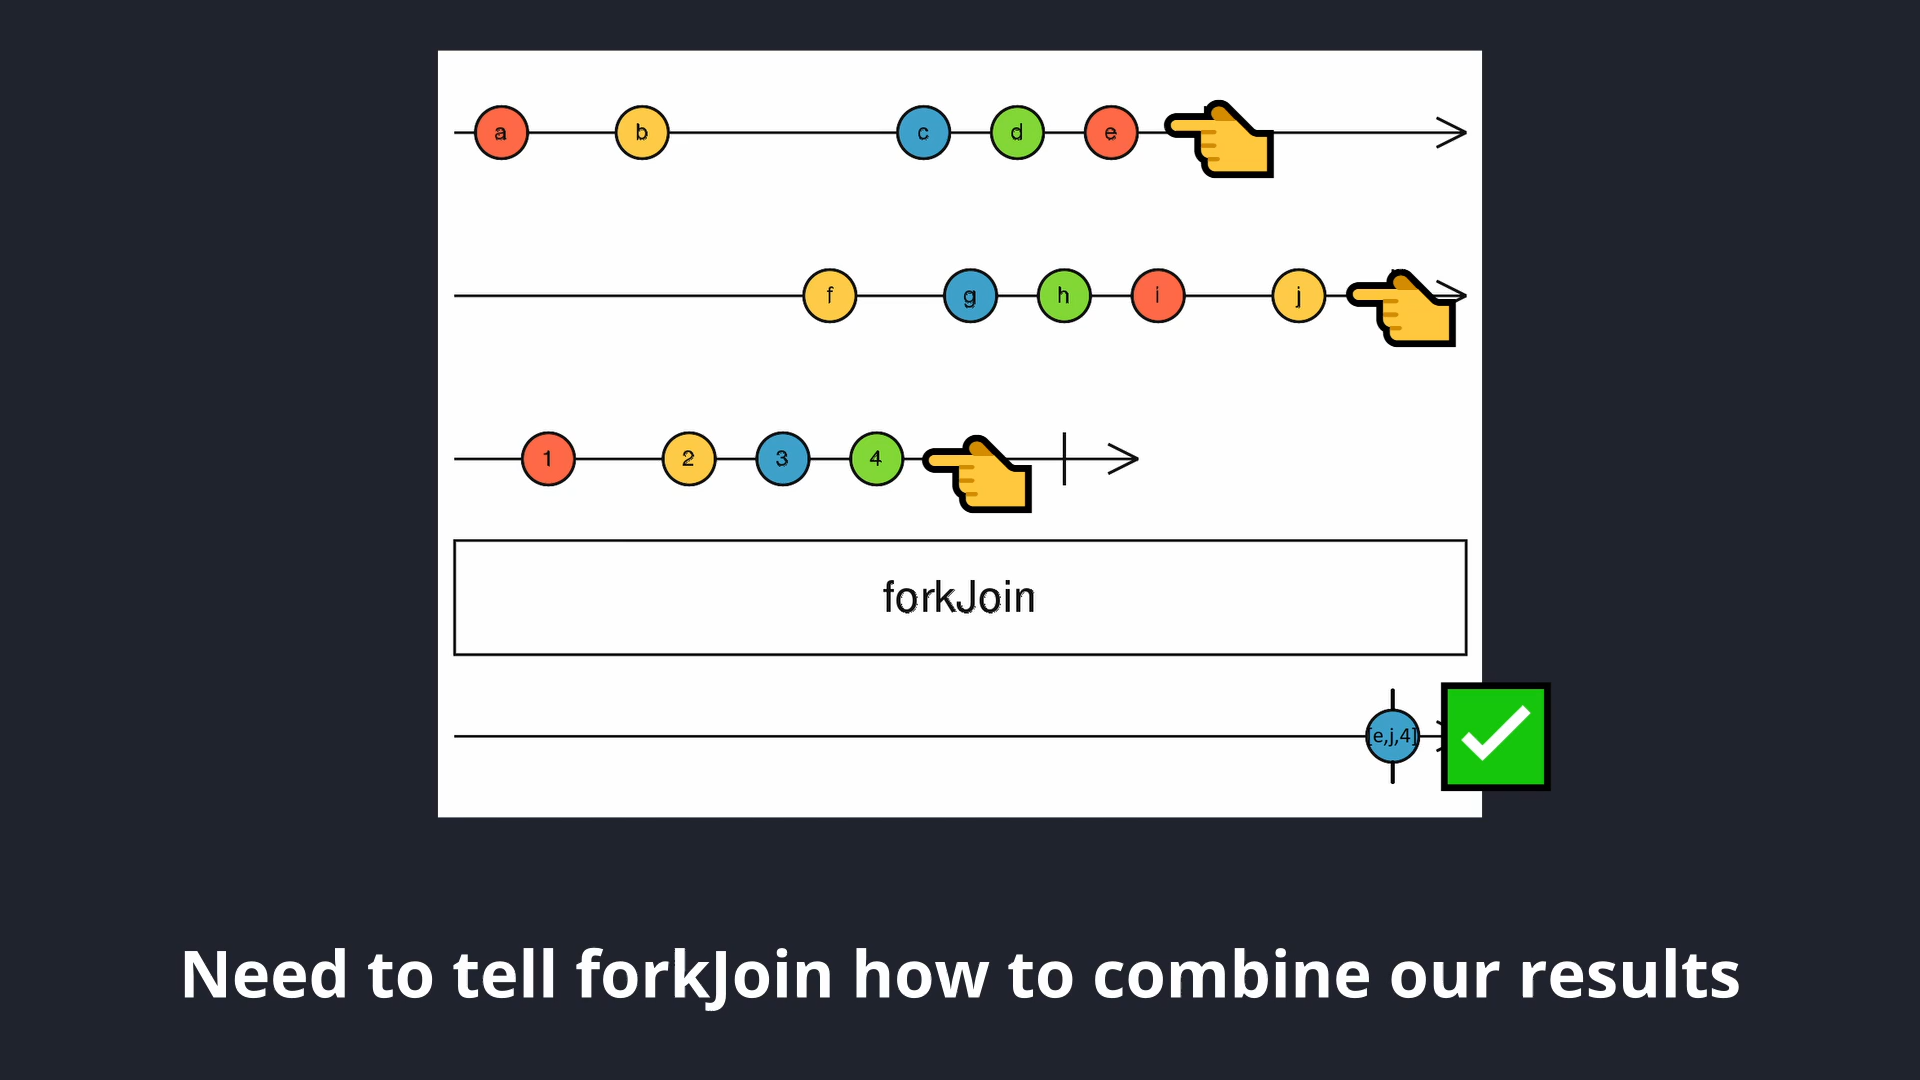 a b c d e
f g h i j
1 2 3 4
forkJoin
[e,j,4]
Need to tell forkJoin how to combine our results